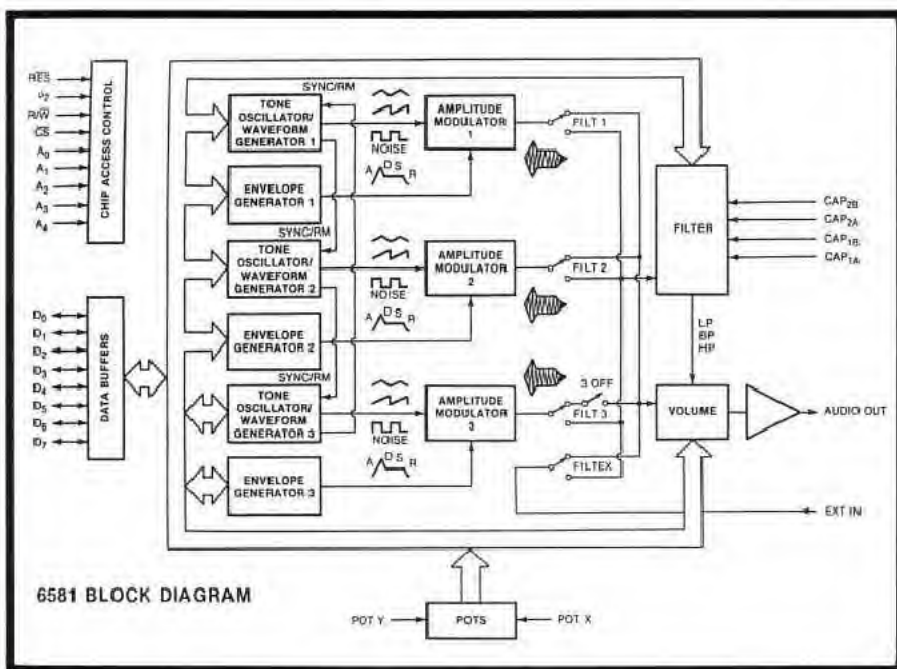 RES
R/W
CS
A0
A1
A2
A3
A4
CHIP ACCESS CONTROL
D0
D1
D2
D3
D4
D5
D6
D7
DATA BUFFERS
SYNC/RM
TONE
OSCILLATOR/
WAVEFORM
GENERATOR 1
NOISE
A D S R
AMPLITUDE
MODULATOR
1
FILT 1
ENVELOPE
GENERATOR 1
SYNC/RM
TONE
OSCILLATOR/
WAVEFORM
GENERATOR 2
NOISE
A D S R
AMPLITUDE
MODULATOR
2
FILT 2
ENVELOPE
GENERATOR 2
SYNC/RM
TONE
OSCILLATOR/
WAVEFORM
GENERATOR 3
NOISE
A D S R
AMPLITUDE
MODULATOR
3
3 OFF
FILT 3
ENVELOPE
GENERATOR 3
FILTEX
FILTER
CAP2B
CAP2A
CAP1B
CAP1A
LP
BP
HP
VOLUME
AUDIO OUT
EXT IN
6581 BLOCK DIAGRAM
POT Y
POTS
POT X